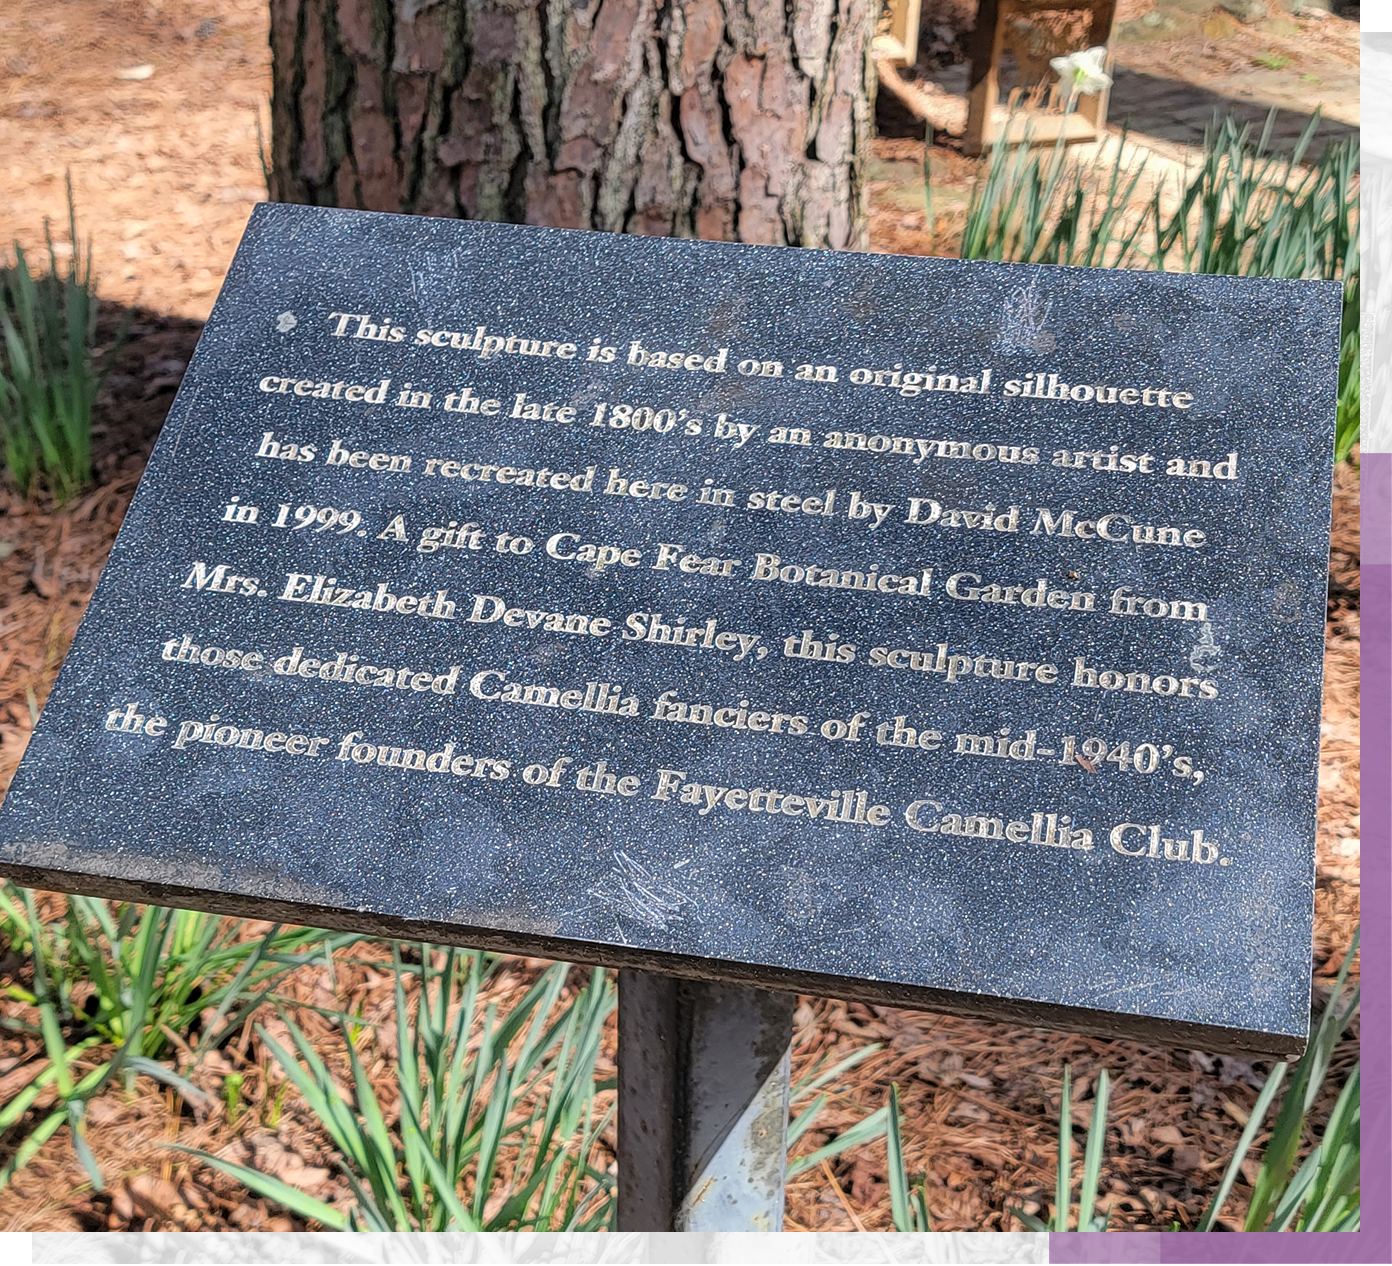 This sculpture is based on an original silhouette
created in the late 1800's by an anonymous artist and
has been recreated here in steel by David McCune
in 1999. A gift to Cape Fear Botanical Garden from
Mrs. Elizabeth Devane Shirley, this sculpture honors
those dedicated Camellia fanciers of the mid-1940's,
the pioneer founders of the Fayetteville Camellia Club.